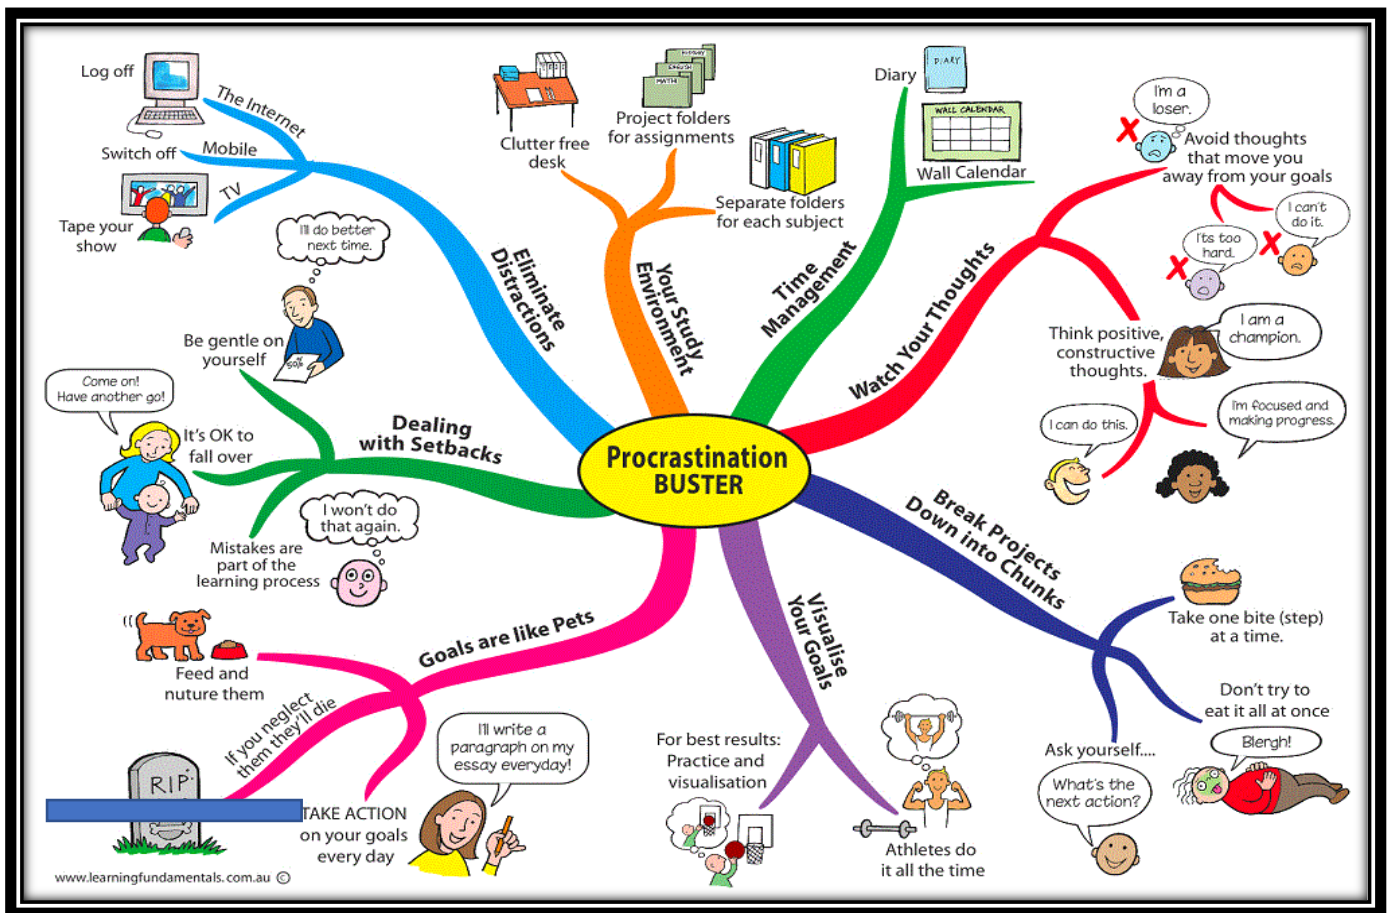 Procrastination
BUSTER
Eliminate
Distractions
The Internet
Log off
Mobile
Switch off
TV
Tape your
show
Your Study
Environment
Clutter free
desk
Project folders
for assignments
HISTORY
ENGLISH
MATHS
Separate folders
for each subject
Time
Management
Diary
DIARY
WALL CALENDAR
Wall Calendar
Watch Your Thoughts
I'm a
loser.
Avoid thoughts
that move you
away from your goals
I can't
do it.
It's too
hard.
Think positive,
constructive
thoughts.
I am a
champion.
I can do this.
I'm focused and
making progress.
Break Projects
Down into Chunks
Take one bite (step)
at a time.
Don't try to
eat it all at once
Blergh!
Ask yourself....
What's the
next action?
Visualise
Your Goals
For best results:
Practice and
visualisation
Athletes do
it all the time
Goals are like Pets
Feed and
nuture them
If you neglect
them they'll die
RIP
TAKE ACTION
on your goals
every day
I'll write a
paragraph on my
essay everyday!
Dealing
with Setbacks
Be gentle on
yourself
I'll do better
next time.
50%
It's OK to
fall over
Come on!
Have another go!
Mistakes are
part of the
learning process
I won't do
that again.
www.learningfundamentals.com.au ©